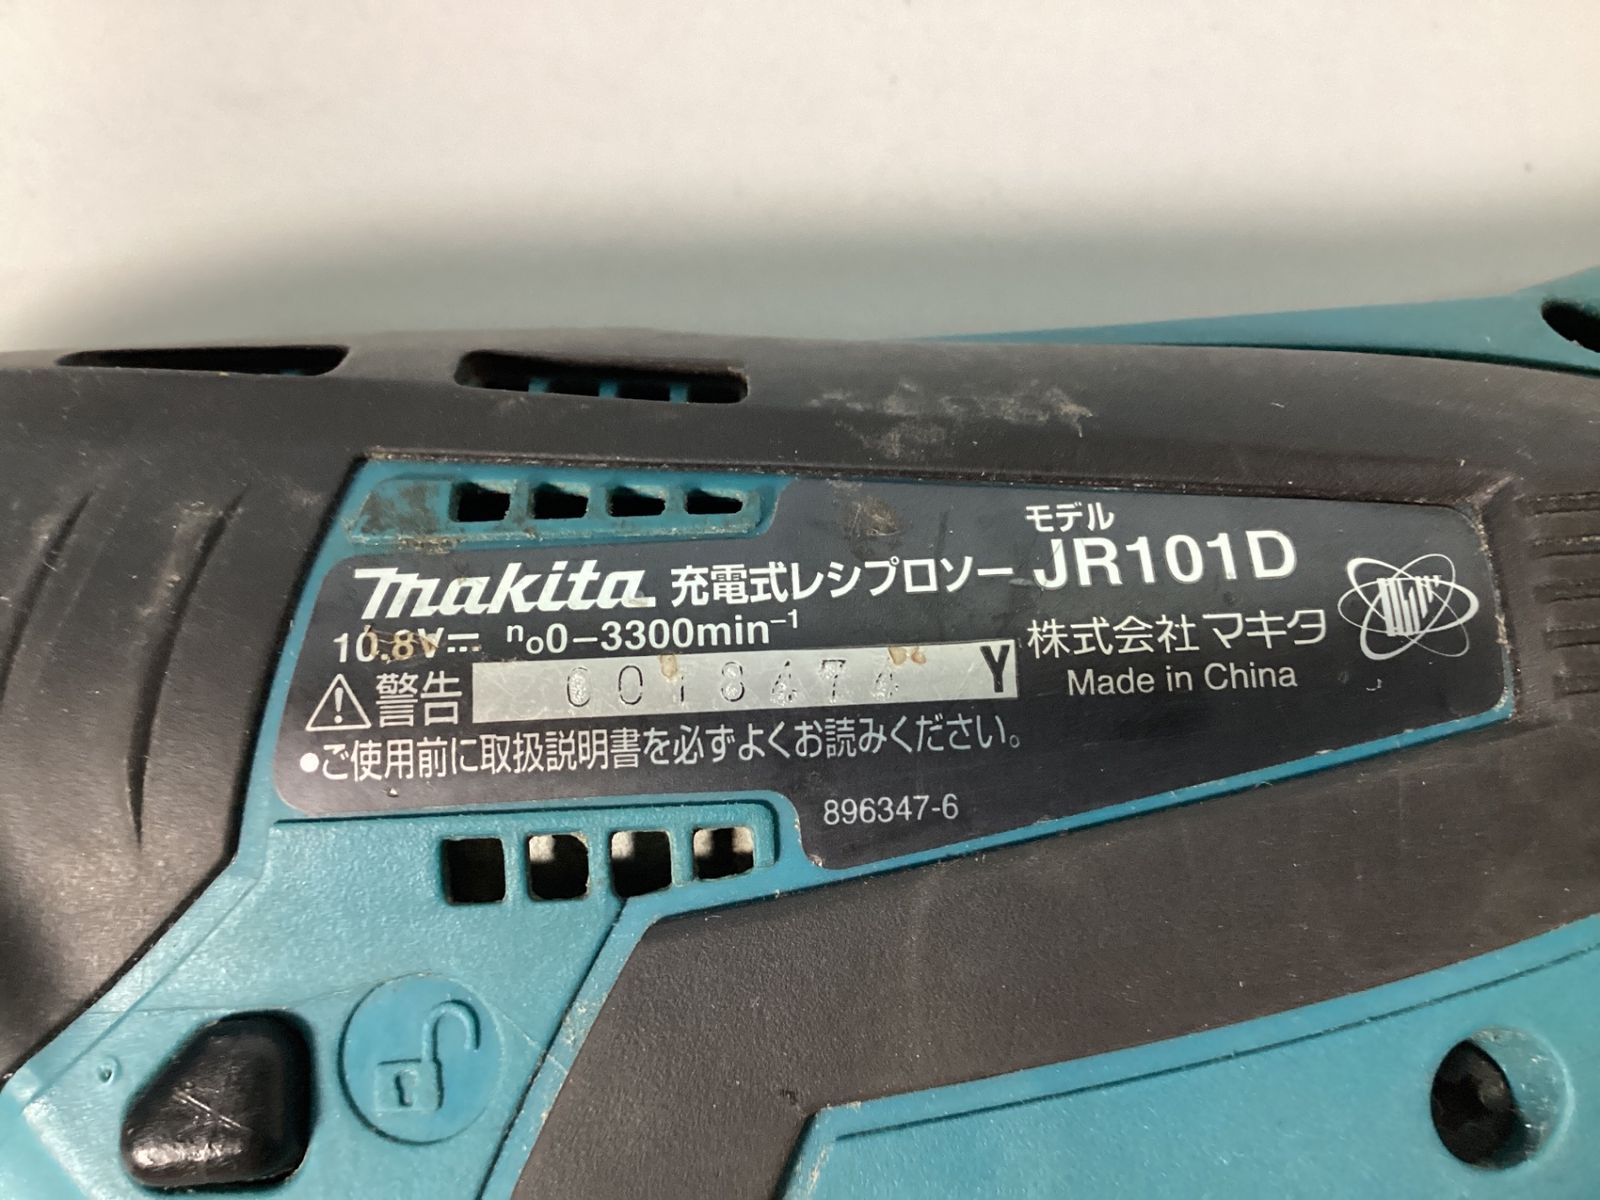 モデル
makita 充電式レシプロソー JR101D
10.8V n₀0-3300min⁻¹
株式会社マキタ
警告 0018474 Y
Made in China
●ご使用前に取扱説明書を必ずよくお読みください。
896347-6